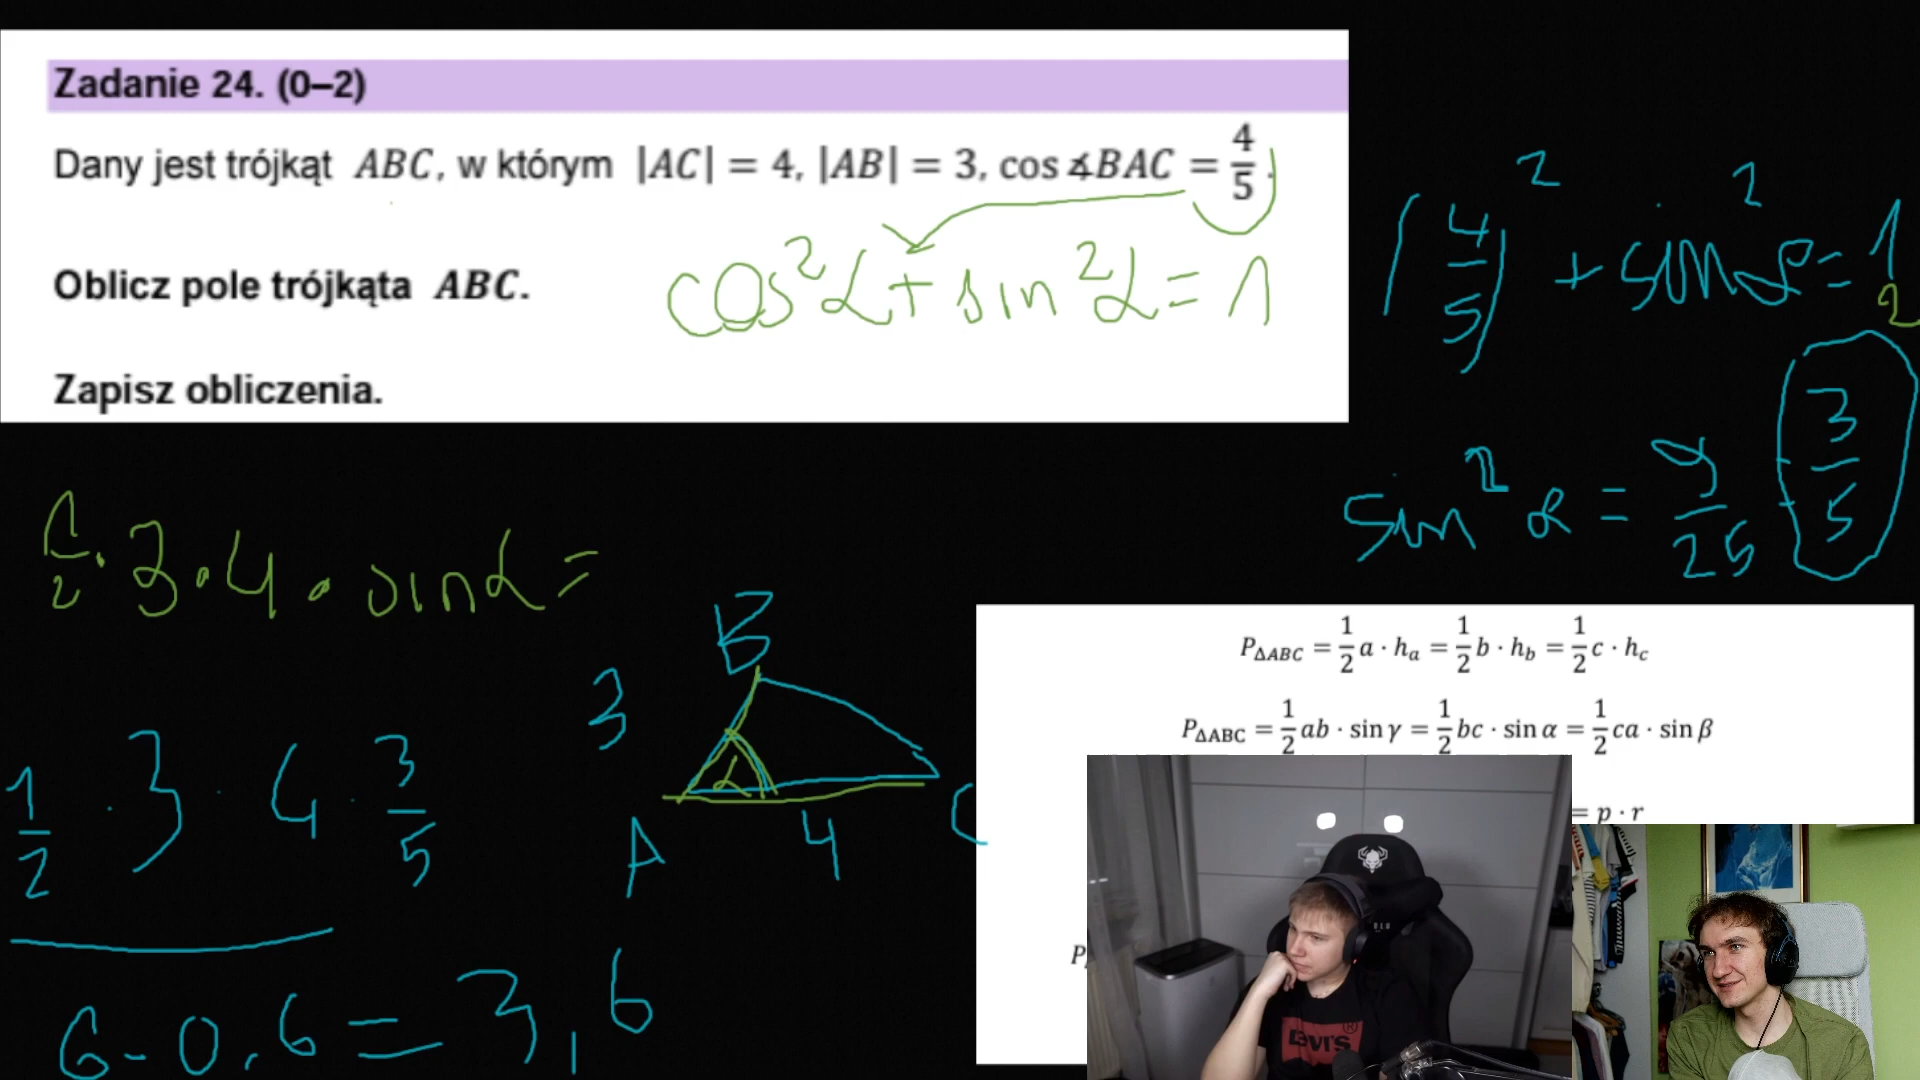 Zadanie 24. (0–2)
Dany jest trójkąt ABC, w którym |AC| = 4, |AB| = 3, cos ∡BAC = 4/5.
Oblicz pole trójkąta ABC.
cos²α + sin²α = 1
Zapisz obliczenia.
(4/5)² + sin²α = 1
2
sin²α = 9/25
3/5
1/2 · 3 · 4 · sinα =
B
3
α
A
4
C
1/2 · 3 · 4 · 3/5
6 · 0,6 = 3,6
P∆ABC = 1/2 a · hₐ = 1/2 b · h_b = 1/2 c · h_c
P∆ABC = 1/2 ab · sin γ = 1/2 bc · sin α = 1/2 ca · sin β
= p · r
P
LEVI'S